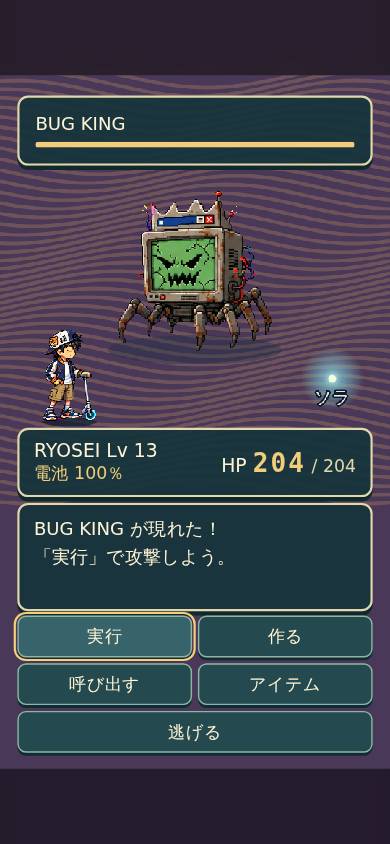 BUG KING
ソラ
RYOSEI Lv 13
電池 100%
HP 204 / 204
BUG KING が現れた！
「実行」で攻撃しよう。
実行
作る
呼び出す
アイテム
逃げる